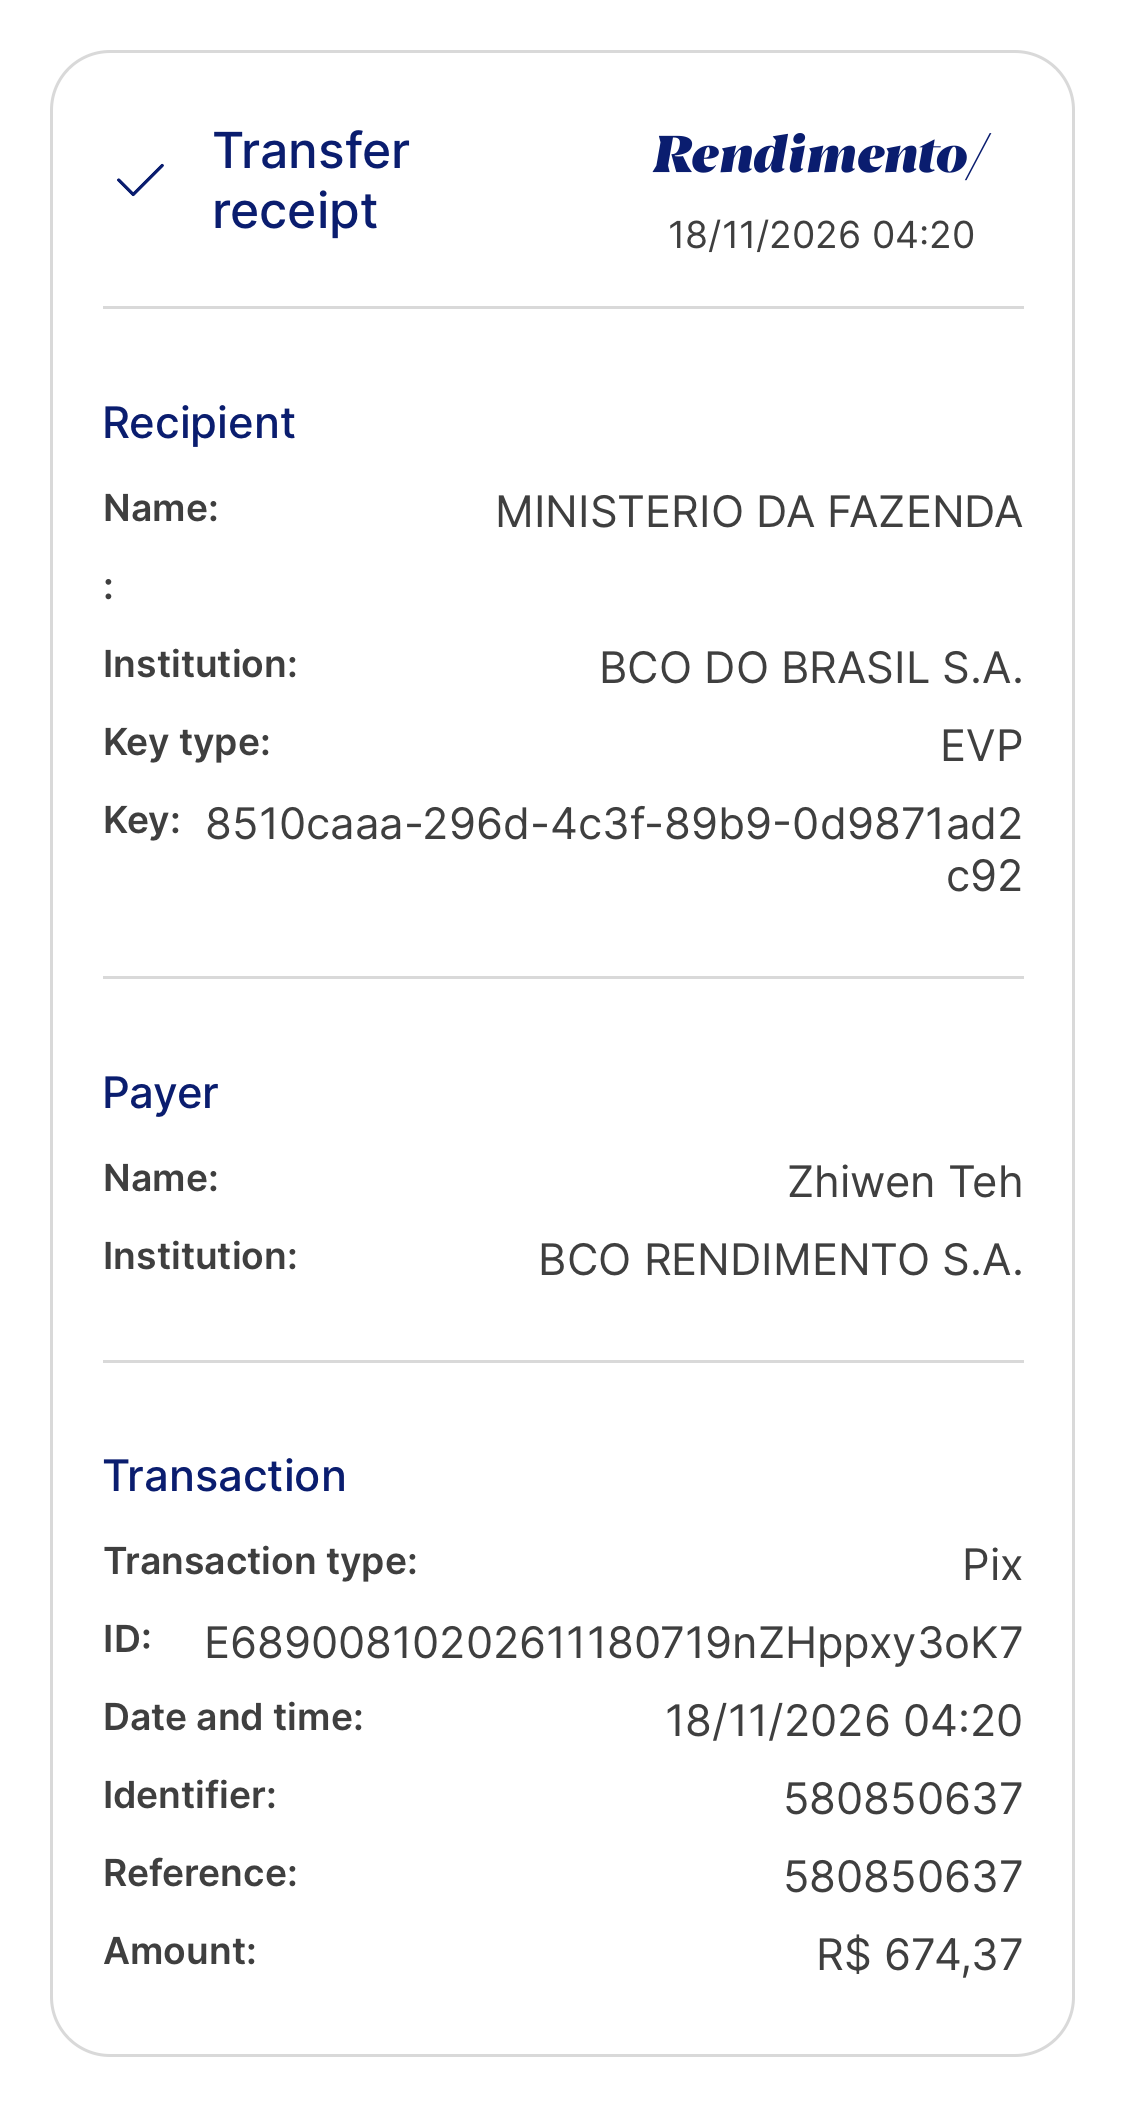 Transfer
receipt
Rendimento/
18/11/2026 04:20
Recipient
Name: MINISTERIO DA FAZENDA
:
Institution: BCO DO BRASIL S.A.
Key type: EVP
Key: 8510caaa-296d-4c3f-89b9-0d9871ad2
c92
Payer
Name: Zhiwen Teh
Institution: BCO RENDIMENTO S.A.
Transaction
Transaction type: Pix
ID: E68900810202611180719nZHppxy3oK7
Date and time: 18/11/2026 04:20
Identifier: 580850637
Reference: 580850637
Amount: R$ 674,37